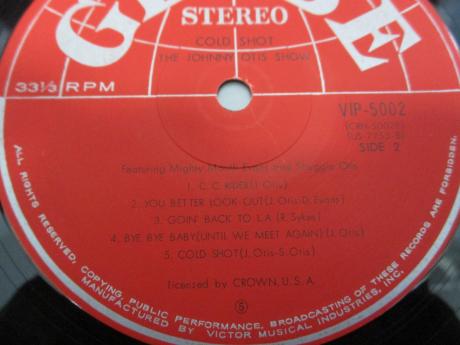 STEREO
COLD SHOT
THE JOHNNY OTIS SHOW
33⅓ RPM
VIP-5002
SIDE 2
Featuring Mighty Mouth Evans and Shuggie Otis
1. C. C. RIDER (J. Otis)
2. YOU BETTER LOOK OUT (J. Otis-D. Evans)
3. GOIN' BACK TO L.A (R. Sykes)
4. BYE BYE BABY (UNTIL WE MEET AGAIN) (J. Otis)
5. COLD SHOT (J. Otis-S. Otis)
licensed by CROWN, U.S.A.
⑤
ALL RIGHTS RESERVED, COPYING, PUBLIC PERFORMANCE, BROADCASTING OF THESE RECORDS ARE FORBIDDEN.
MANUFACTURED BY VICTOR MUSICAL INDUSTRIES, INC.